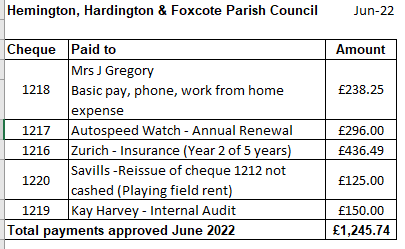 Hemington, Hardington & Foxcote Parish Council Jun-22
Cheque Paid to Amount
Mrs J Gregory
1218 Basic pay, phone, work from home £238.25
expense
1217 Autospeed Watch - Annual Renewal £296.00
1216 Zurich - Insurance (Year 2 of 5 years) £436.49
1220 Savills -Reissue of cheque 1212 not £125.00
cashed (Playing field rent)
1219 Kay Harvey - Internal Audit £150.00
Total payments approved June 2022 £1,245.74